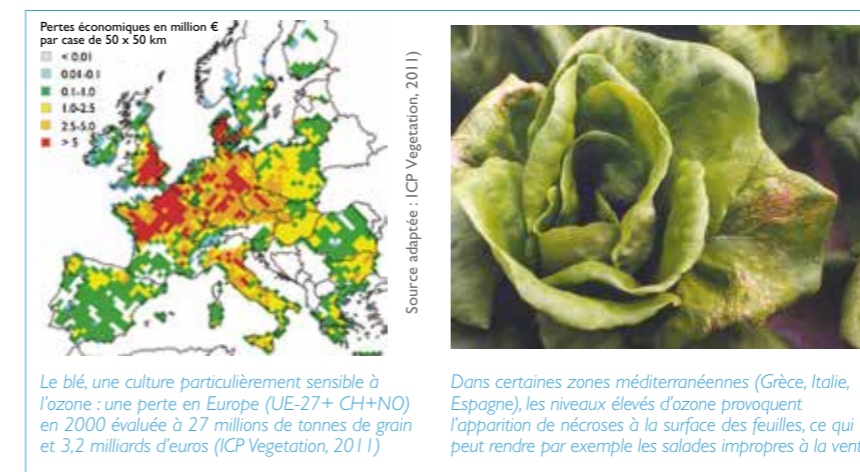 Pertes économiques en million €
par case de 50 x 50 km
< 0.01
0.01-0.1
0.1-1.0
1.0-2.5
2.5-5.0
> 5
Source adaptée : ICP Vegetation, 2011)
Le blé, une culture particulièrement sensible à
l'ozone : une perte en Europe (UE-27+ CH+NO)
en 2000 évaluée à 27 millions de tonnes de grain
et 3,2 milliards d'euros (ICP Vegetation, 2011)
Dans certaines zones méditerranéennes (Grèce, Italie,
Espagne), les niveaux élevés d'ozone provoquent
l'apparition de nécroses à la surface des feuilles, ce qui
peut rendre par exemple les salades impropres à la vent